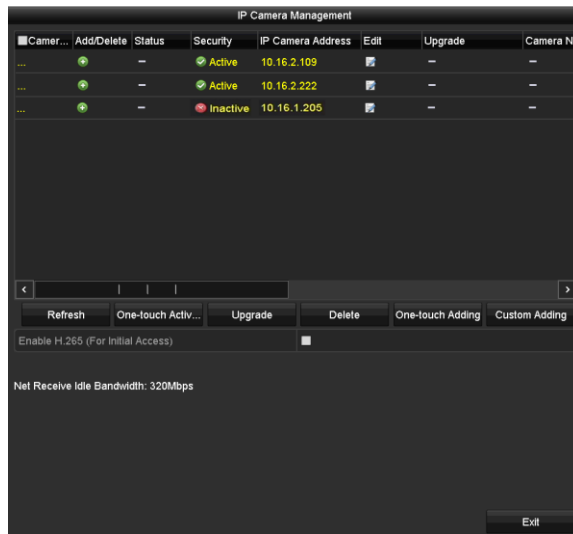 IP Camera Management
Camer... Add/Delete Status Security IP Camera Address Edit Upgrade Camera N
... – Active 10.16.2.109 – –
... – Active 10.16.2.222 – –
... – Inactive 10.16.1.205 – –
Refresh One-touch Activ... Upgrade Delete One-touch Adding Custom Adding
Enable H.265 (For Initial Access)
Net Receive Idle Bandwidth: 320Mbps
Exit